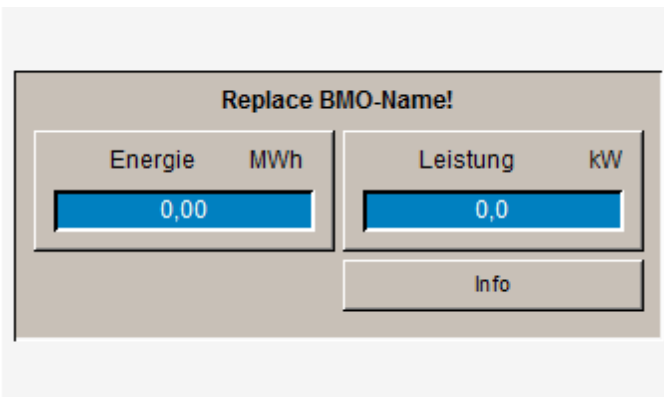 Replace BMO-Name!
Energie MWh
Leistung kW
0,00
0,0
Info